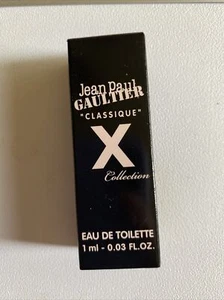 Jean Paul
GAULTIER
"CLASSIQUE"
X
Collection
EAU DE TOILETTE
1 ml - 0.03 FL.OZ.